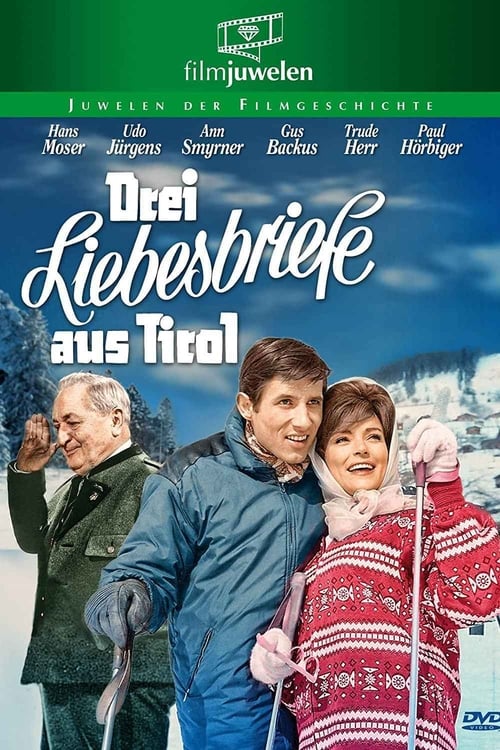 filmjuwelen
Juwelen der Filmgeschichte
Hans Moser
Udo Jürgens
Ann Smyrner
Gus Backus
Trude Herr
Paul Hörbiger
Drei
Liebesbriefe
aus Tirol
DVD